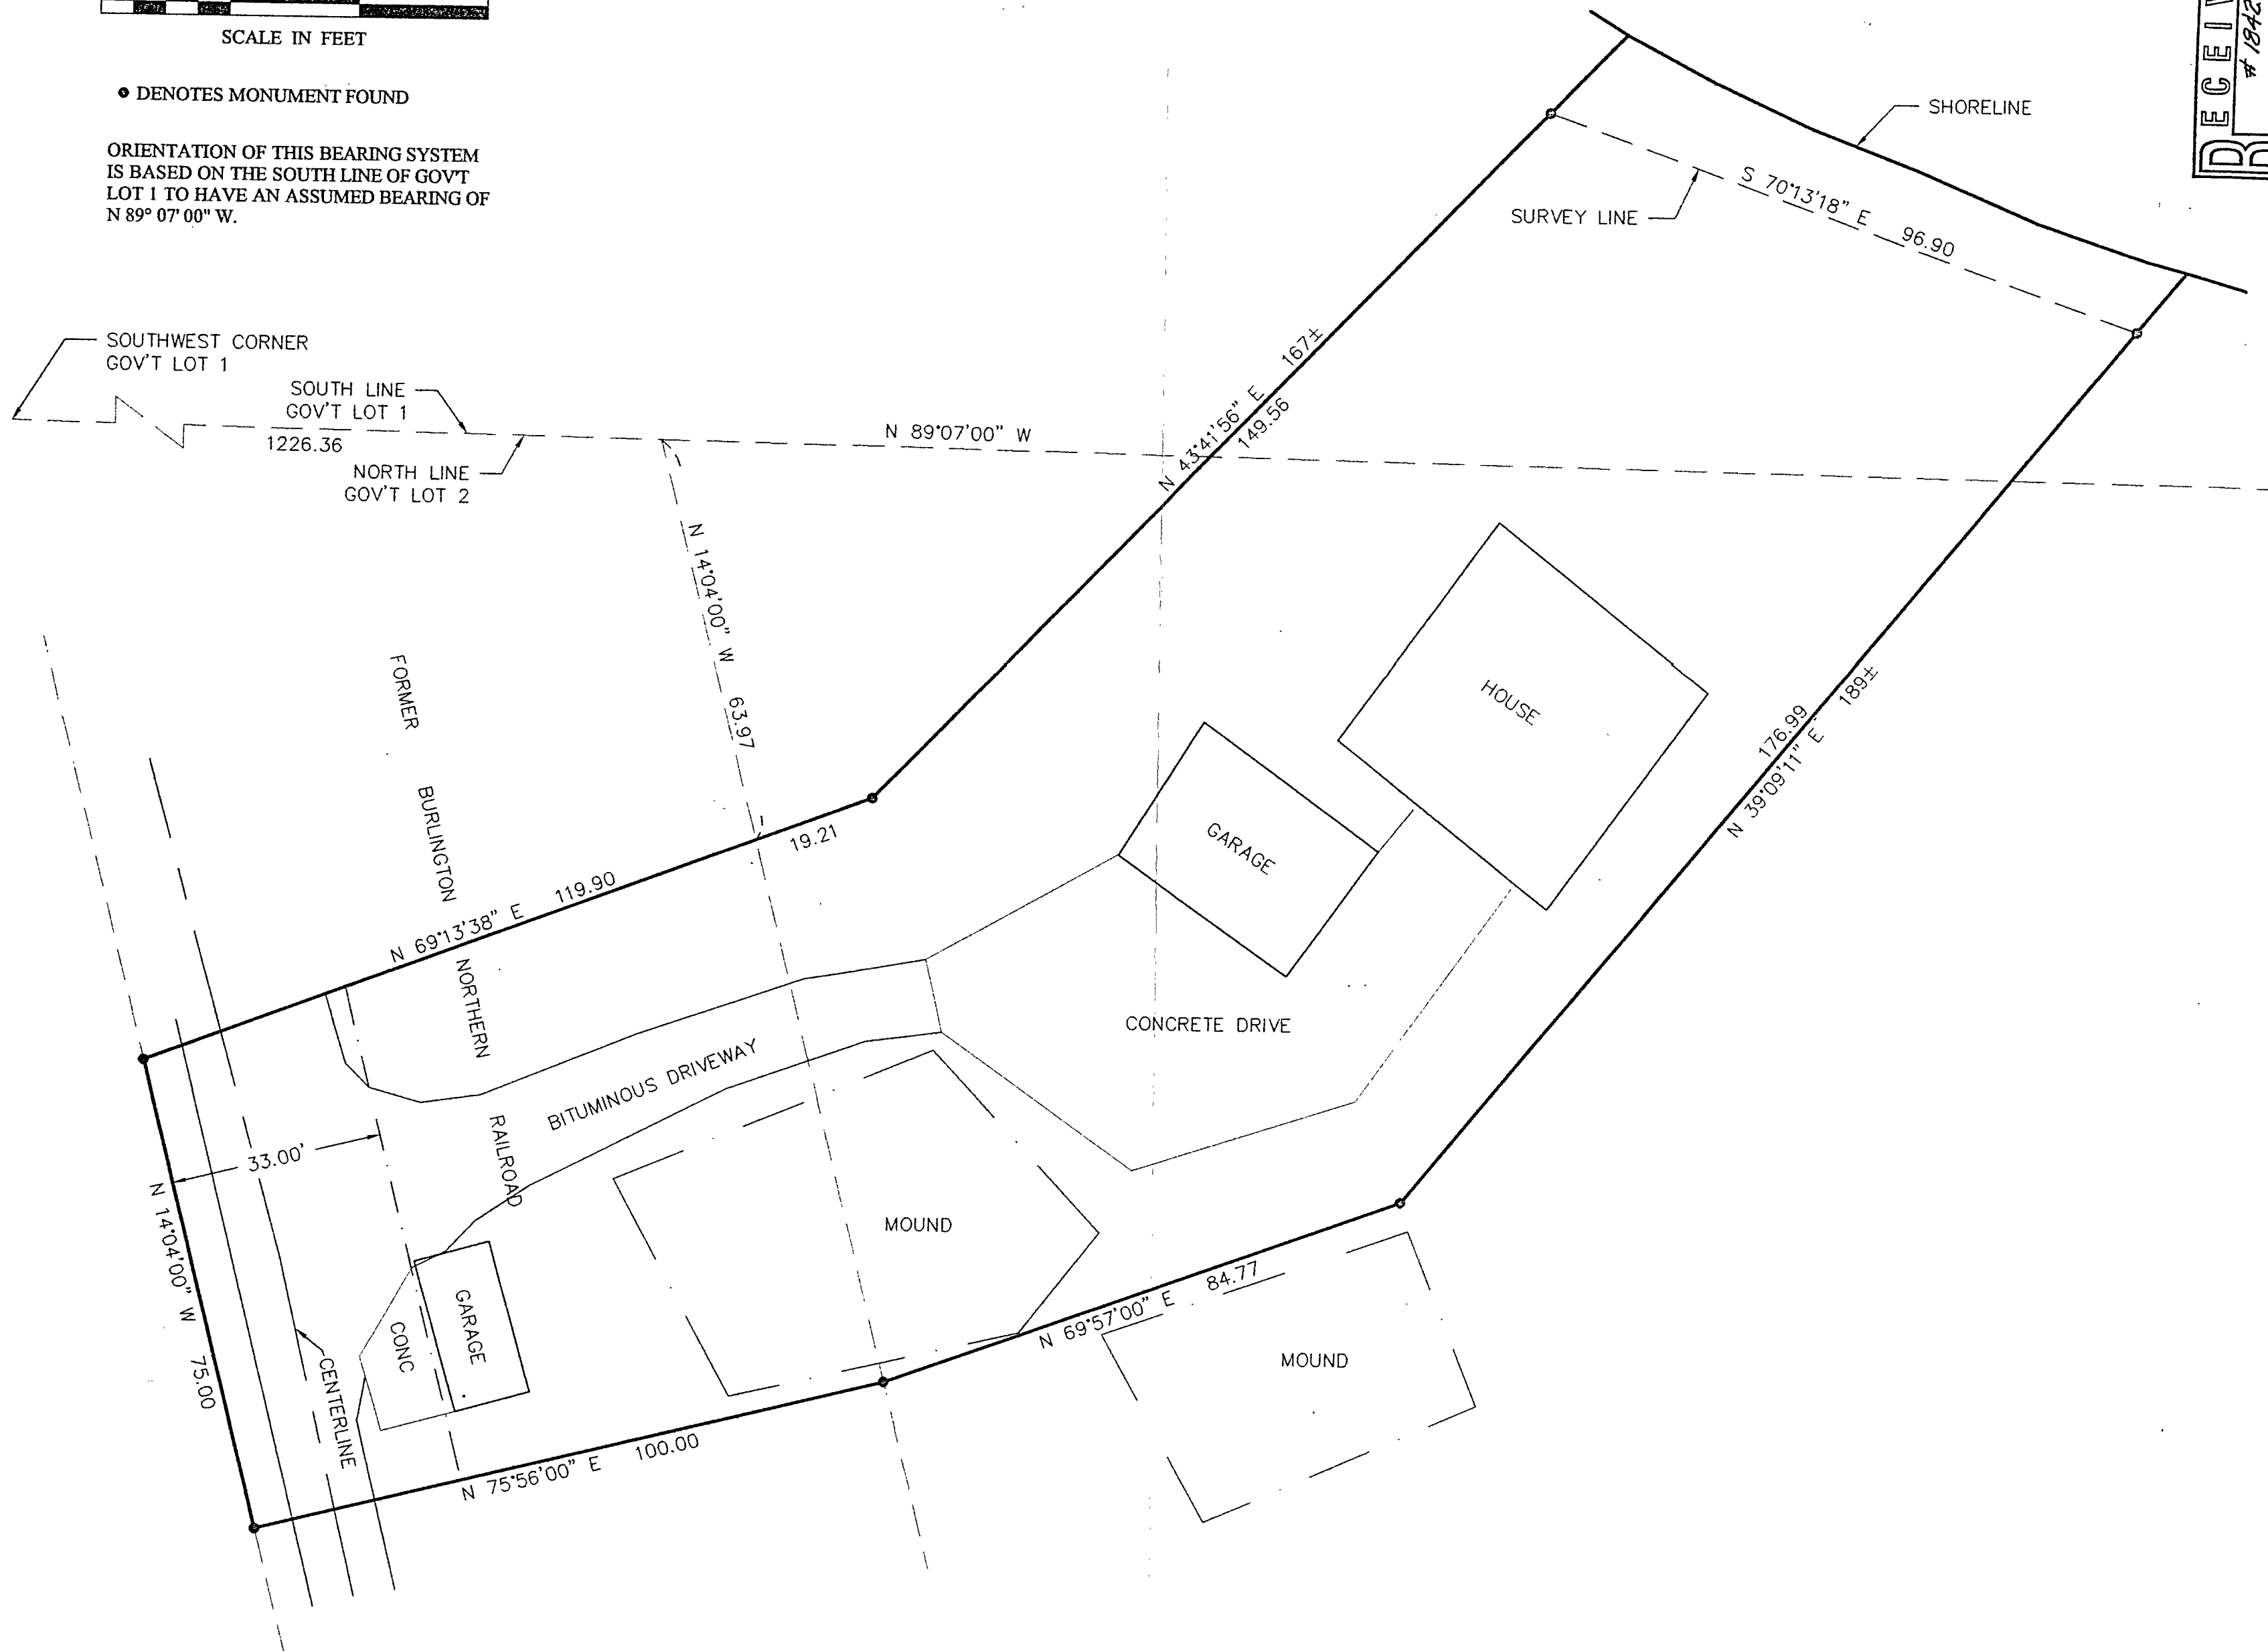 SCALE IN FEET
DENOTES MONUMENT FOUND
ORIENTATION OF THIS BEARING SYSTEM
IS BASED ON THE SOUTH LINE OF GOV'T
LOT 1 TO HAVE AN ASSUMED BEARING OF
N 89° 07' 00" W.
SHORELINE
S 70°13'18" E 96.90
SURVEY LINE
SOUTHWEST CORNER
GOV'T LOT 1
SOUTH LINE
GOV'T LOT 1
1226.36
NORTH LINE
GOV'T LOT 2
N 89°07'00" W
N 43°41'56" E 167±
149.56
N 14°04'00" W 63.97
FORMER BURLINGTON NORTHERN RAILROAD
HOUSE
GARAGE
176.99
N 39°09'11" E 189±
N 69°13'38" E 119.90
19.21
CONCRETE DRIVE
BITUMINOUS DRIVEWAY
33.00'
MOUND
N 14°04'00" W 75.00
CENTERLINE
CONC
GARAGE
N 69°57'00" E 84.77
MOUND
N 75°56'00" E 100.00